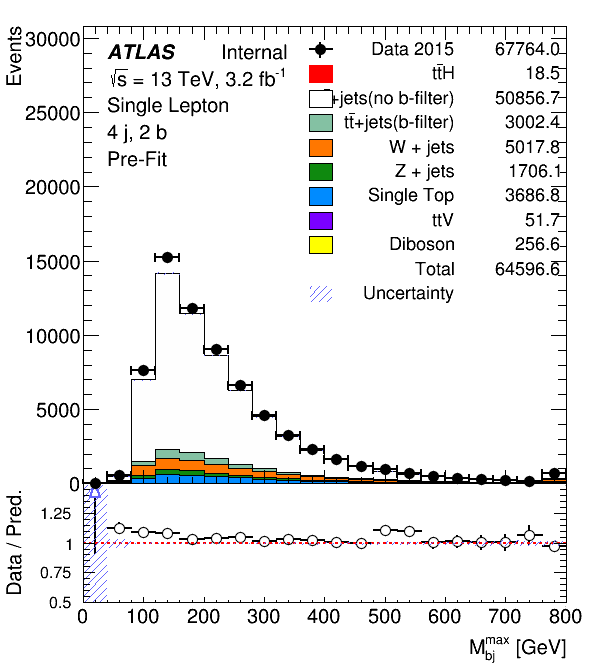 Events
30000
25000
20000
15000
10000
5000
0
ATLAS Internal
√s = 13 TeV, 3.2 fb⁻¹
Single Lepton
4 j, 2 b
Pre-Fit
Data 2015 67764.0
tt̄H 18.5
+jets(no b-filter) 50856.7
tt̄+jets(b-filter) 3002.4
W + jets 5017.8
Z + jets 1706.1
Single Top 3686.8
ttV 51.7
Diboson 256.6
Total 64596.6
Uncertainty
Data / Pred.
1.25
1
0.75
0.5
0 100 200 300 400 500 600 700 800
M_bj^max [GeV]